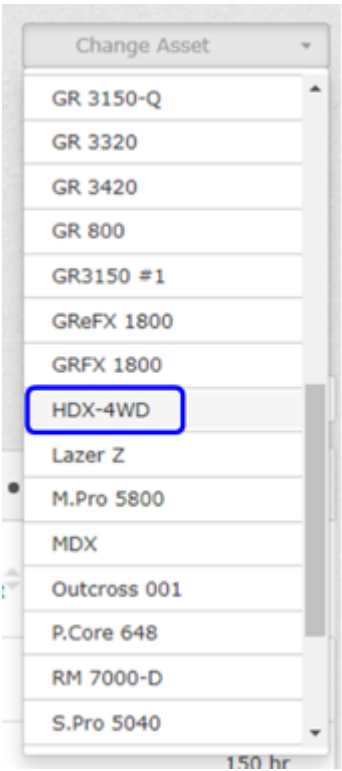 Change Asset
GR 3150-Q
GR 3320
GR 3420
GR 800
GR3150 #1
GReFX 1800
GRFX 1800
HDX-4WD
Lazer Z
M.Pro 5800
MDX
Outcross 001
P.Core 648
RM 7000-D
S.Pro 5040
150 hr